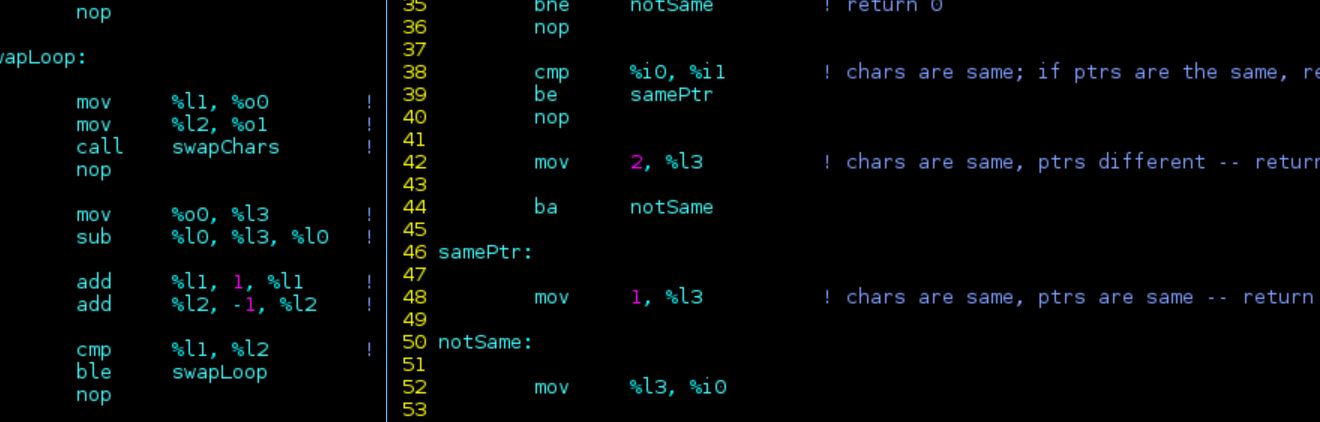 nop
wapLoop:
mov %l1, %o0 !
mov %l2, %o1 !
call swapChars !
nop
mov %o0, %l3 !
sub %l0, %l3, %l0 !
add %l1, 1, %l1 !
add %l2, -1, %l2 !
cmp %l1, %l2 !
ble swapLoop
nop
35 bne notSame ! return 0
36 nop
37
38 cmp %i0, %i1 ! chars are same; if ptrs are the same, re
39 be samePtr
40 nop
41
42 mov 2, %l3 ! chars are same, ptrs different -- return
43
44 ba notSame
45
46 samePtr:
47
48 mov 1, %l3 ! chars are same, ptrs are same -- return
49
50 notSame:
51
52 mov %l3, %i0
53